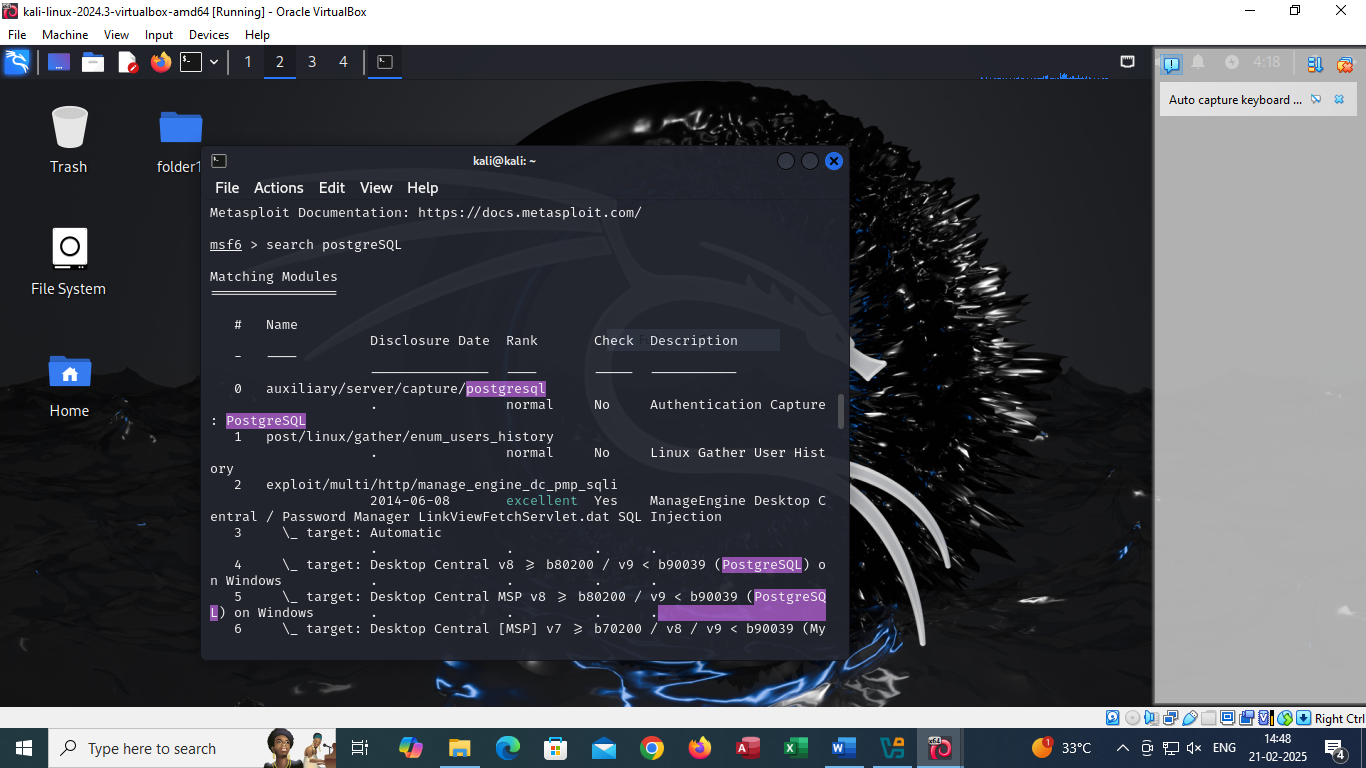 kali-linux-2024.3-virtualbox-amd64 [Running] - Oracle VirtualBox
File Machine View Input Devices Help
1 2 3 4
4:18
Auto capture keyboard ...
Trash
folder1
File System
Home
kali@kali: ~
File Actions Edit View Help
Metasploit Documentation: https://docs.metasploit.com/
msf6 > search postgreSQL
Matching Modules
================
# Name
Disclosure Date Rank Check Description
- ----
--------------- ---- ----- -----------
0 auxiliary/server/capture/postgresql
. normal No Authentication Capture
: PostgreSQL
1 post/linux/gather/enum_users_history
. normal No Linux Gather User Hist
ory
2 exploit/multi/http/manage_engine_dc_pmp_sqli
2014-06-08 excellent Yes ManageEngine Desktop C
entral / Password Manager LinkViewFetchServlet.dat SQL Injection
3 \_ target: Automatic
. . . .
4 \_ target: Desktop Central v8 >= b80200 / v9 < b90039 (PostgreSQL) o
n Windows . . . .
5 \_ target: Desktop Central MSP v8 >= b80200 / v9 < b90039 (PostgreSQ
L) on Windows . . . .
6 \_ target: Desktop Central [MSP] v7 >= b70200 / v8 / v9 < b90039 (My
Right Ctrl
Type here to search
1
33°C
ENG
14:48
21-02-2025
4